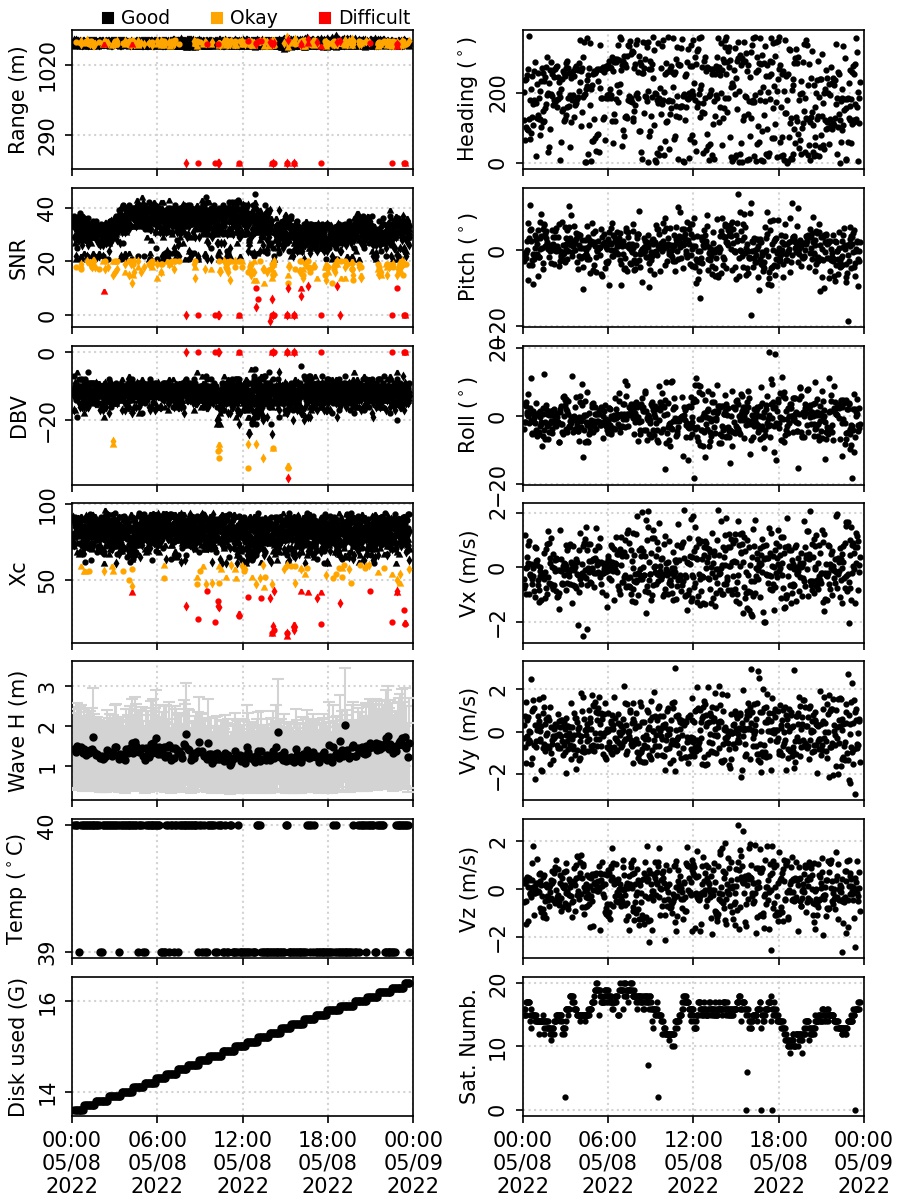 Good Okay Difficult
Range (m)
1020
290
Heading (°)
200
0
SNR
40
20
0
Pitch (°)
0
−20
DBV
0
−20
Roll (°)
20
0
−20
Xc
100
50
Vx (m/s)
2
0
−2
Wave H (m)
3
2
1
Vy (m/s)
2
0
−2
Temp (°C)
40
39
Vz (m/s)
2
0
−2
Disk used (G)
16
14
Sat. Numb.
20
10
0
00:00 06:00 12:00 18:00 00:00
05/08 05/08 05/08 05/08 05/09
2022 2022 2022 2022 2022
00:00 06:00 12:00 18:00 00:00
05/08 05/08 05/08 05/08 05/09
2022 2022 2022 2022 2022